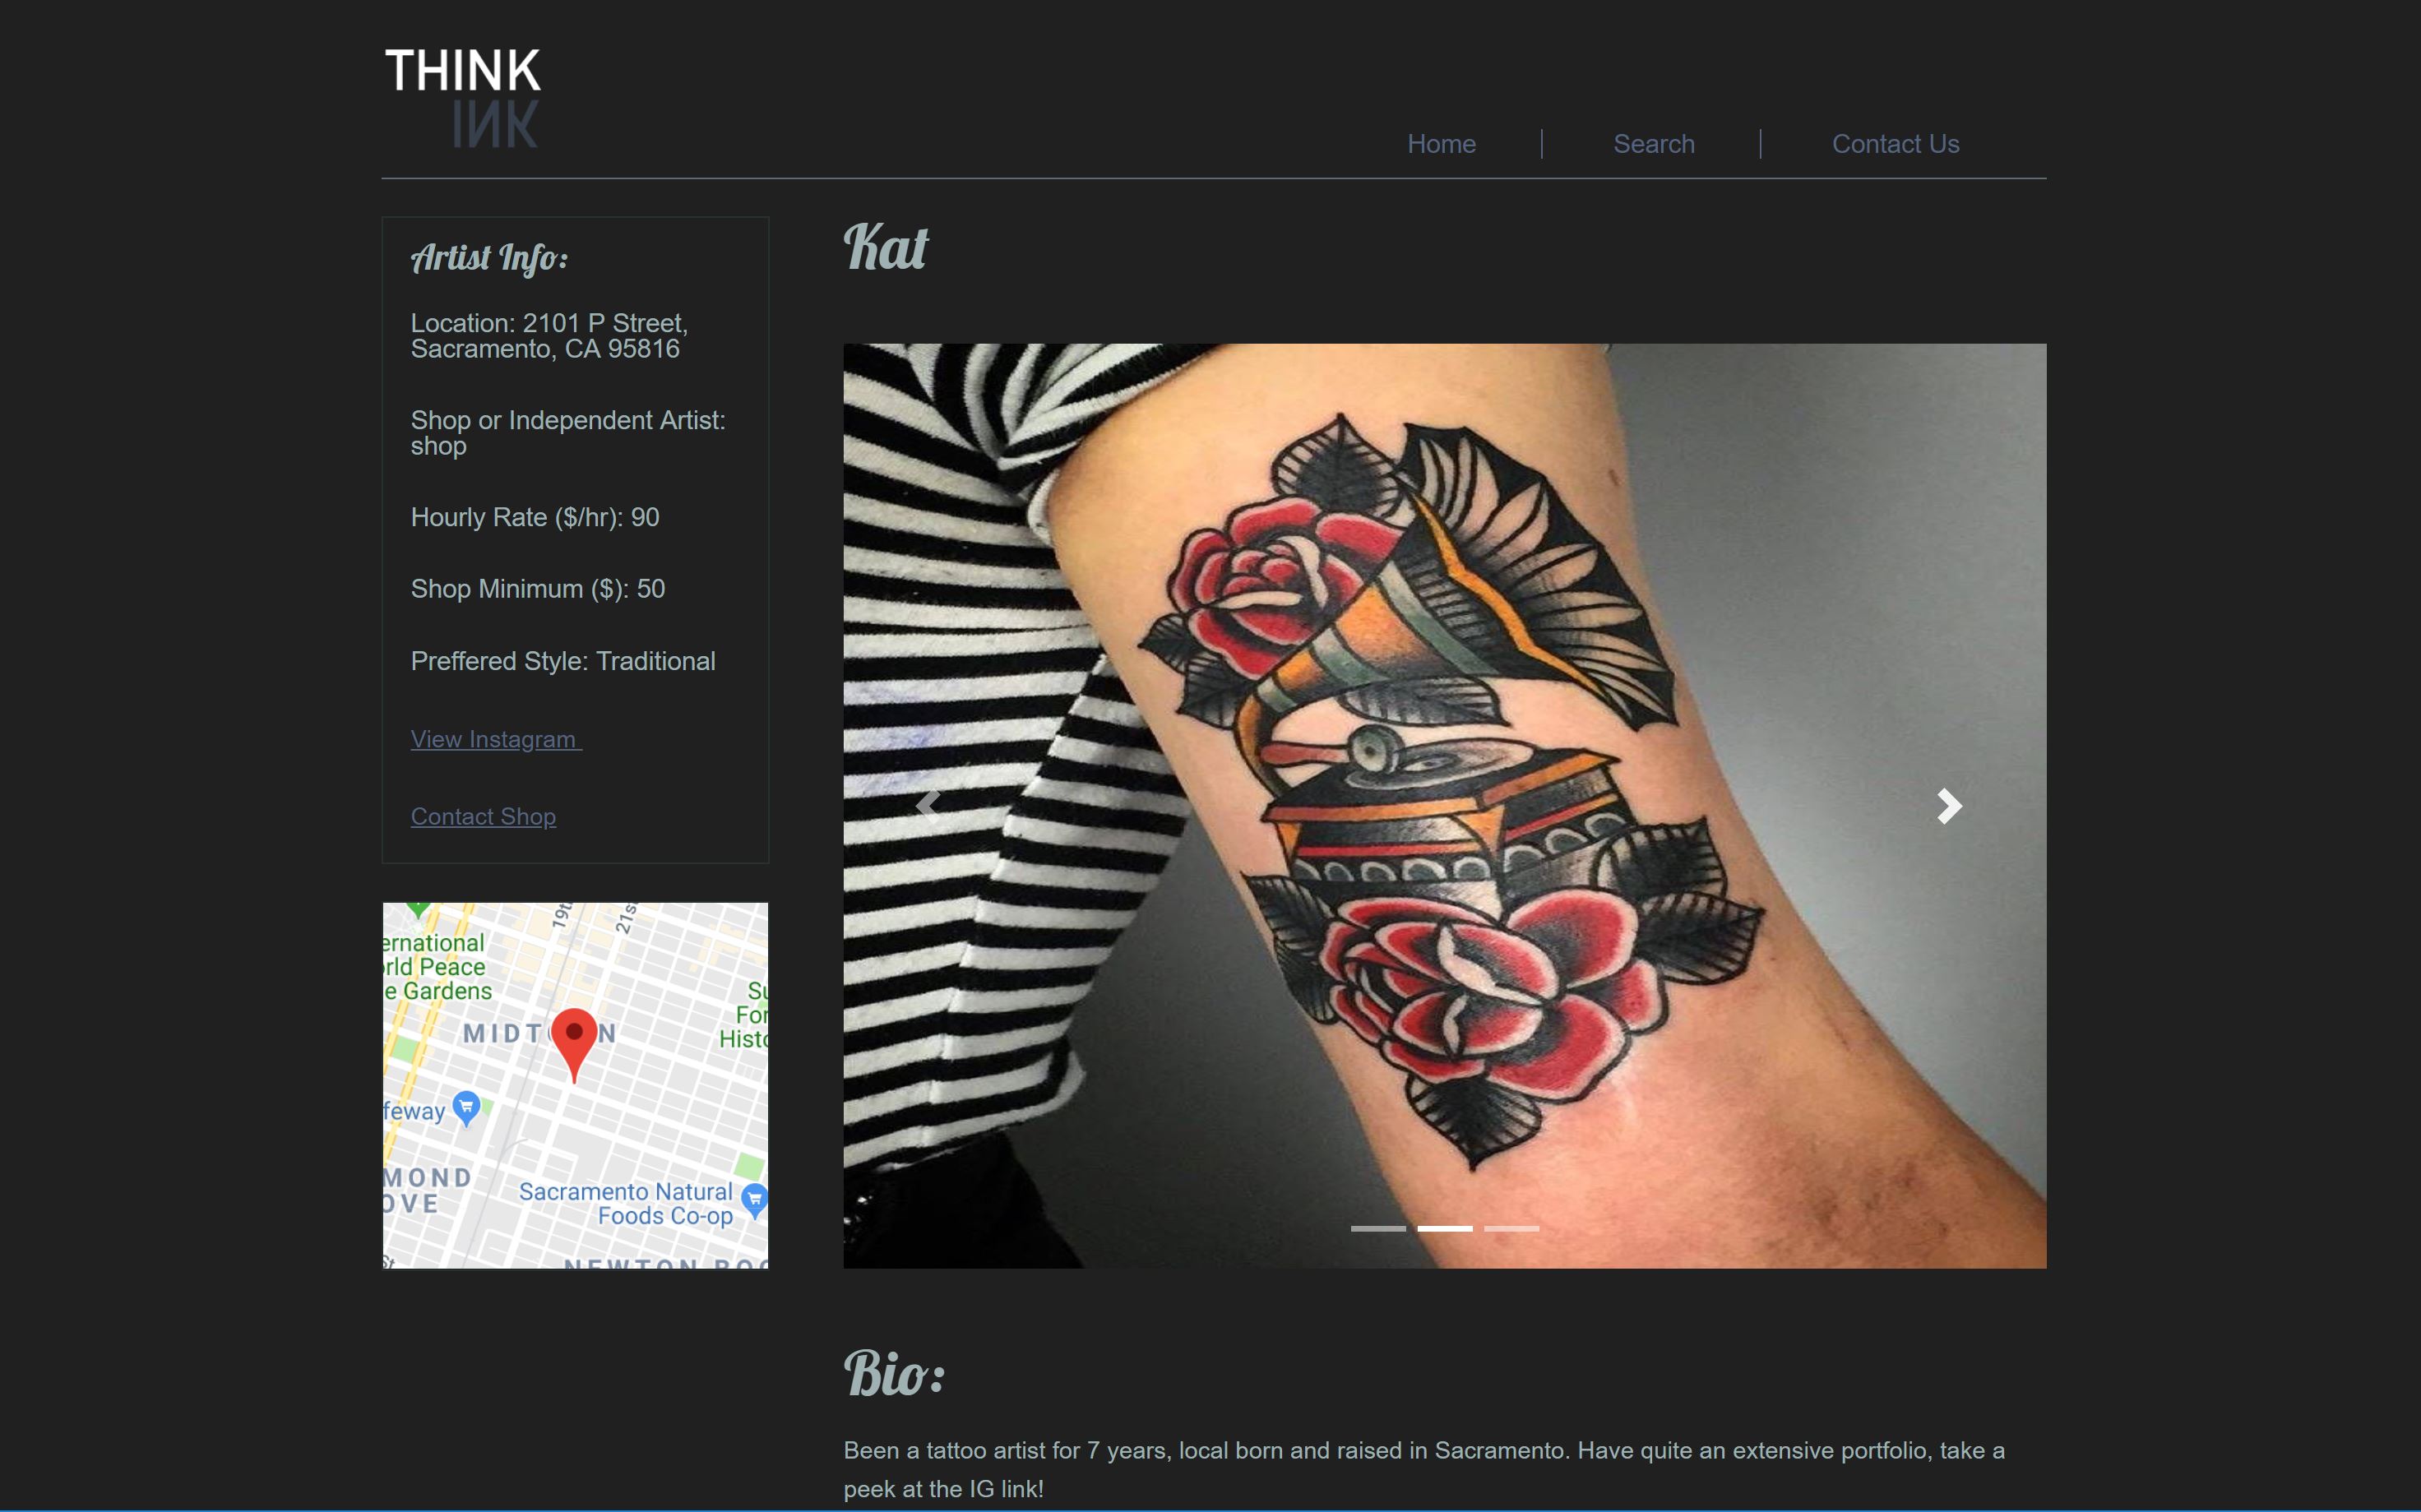 THINK
INK
Home
Search
Contact Us
Artist Info:
Location: 2101 P Street,
Sacramento, CA 95816
Shop or Independent Artist:
shop
Hourly Rate ($/hr): 90
Shop Minimum ($): 50
Preffered Style: Traditional
View Instagram
Contact Shop
19t
21s
ernational
rld Peace
e Gardens
Su
For
Histo
MIDT
N
feway
MOND
OVE
Sacramento Natural
Foods Co-op
St
NEWTON BOO
Kat
Bio:
Been a tattoo artist for 7 years, local born and raised in Sacramento. Have quite an extensive portfolio, take a
peek at the IG link!